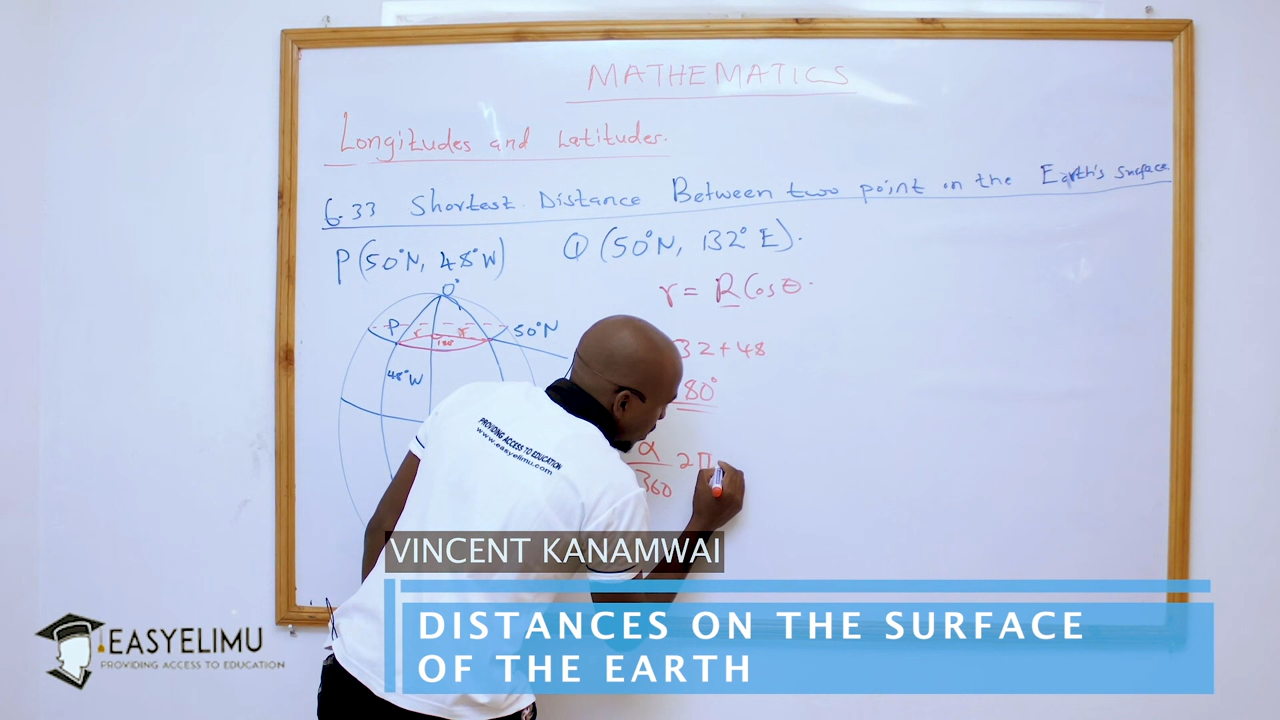 MATHEMATICS
Longitudes and Latitudes.
6.33 Shortest Distance Between two point on the Earth's surface
P(50°N, 48°W) Q(50°N, 132°E).
r = R Cos θ.
0°
P r r 50°N
180°
32 + 48
48°W
80°
α
2π
360
PROVIDING ACCESS TO EDUCATION
www.easyelimu.com
VINCENT KANAMWAI
DISTANCES ON THE SURFACE
OF THE EARTH
EASYELIMU
PROVIDING ACCESS TO EDUCATION